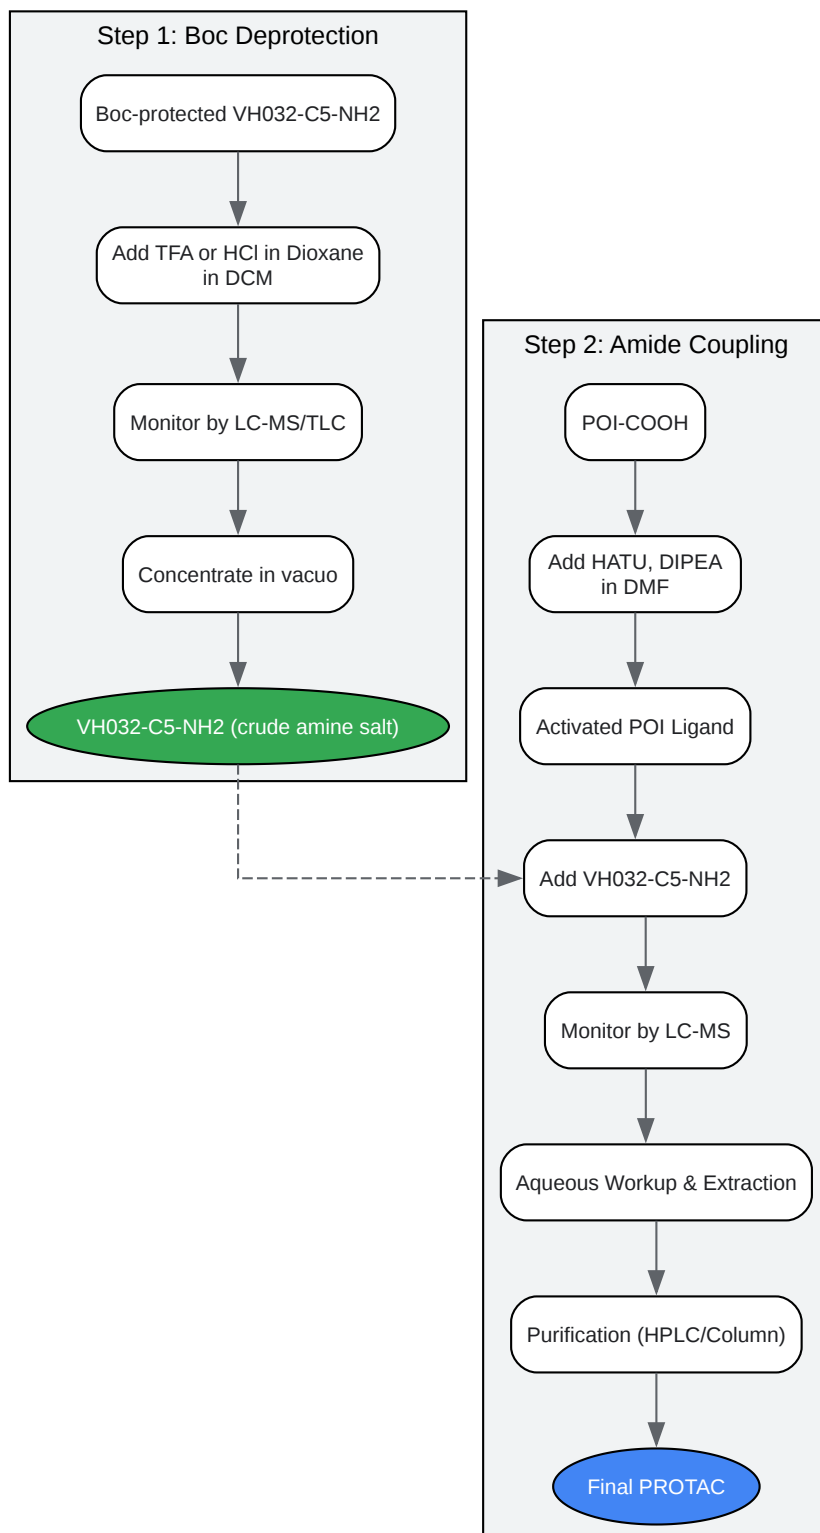 Step 1: Boc Deprotection
Boc-protected VH032-C5-NH2
Add TFA or HCl in Dioxane
in DCM
Monitor by LC-MS/TLC
Concentrate in vacuo
VH032-C5-NH2 (crude amine salt)
Step 2: Amide Coupling
POI-COOH
Add HATU, DIPEA
in DMF
Activated POI Ligand
Add VH032-C5-NH2
Monitor by LC-MS
Aqueous Workup & Extraction
Purification (HPLC/Column)
Final PROTAC